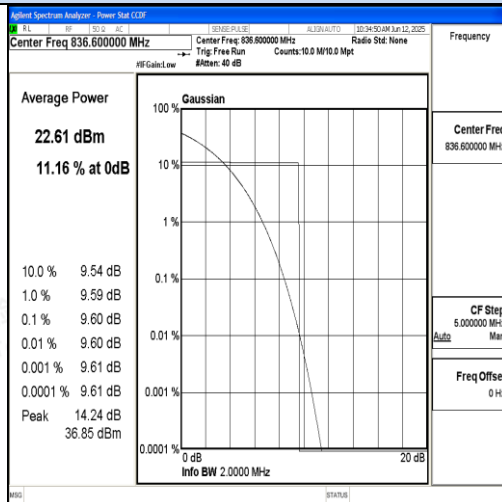 Agilent Spectrum Analyzer - Power Stat CCDF
RL RF 50 Ω AC SENSE:PULSE ALIGNAUTO 10:34:50 AM Jun 12, 2025
Center Freq 836.600000 MHz
Center Freq: 836.600000 MHz Radio Std: None
Trig: Free Run Counts:10.0 M/10.0 Mpt
#IFGain:Low #Atten: 40 dB
Frequency
Average Power
22.61 dBm
11.16 % at 0dB
10.0 % 9.54 dB
1.0 % 9.59 dB
0.1 % 9.60 dB
0.01 % 9.60 dB
0.001 % 9.61 dB
0.0001 % 9.61 dB
Peak 14.24 dB
36.85 dBm
Gaussian
100 %
10 %
1 %
0.1 %
0.01 %
0.001 %
0.0001 %
0 dB 20 dB
Info BW 2.0000 MHz
Center Freq
836.600000 MHz
CF Step
5.000000 MHz
Auto Man
Freq Offse
0 Hz
MSG STATUS